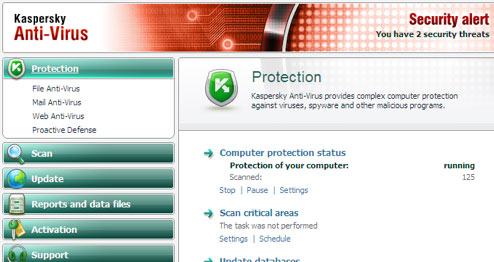 Kaspersky
Anti-Virus
Security alert
You have 2 security threats
Protection
File Anti-Virus
Mail Anti-Virus
Web Anti-Virus
Proactive Defense
Scan
Update
Reports and data files
Activation
Support
Protection
Kaspersky Anti-Virus provides complex computer protection
against viruses, spyware and other malicious programs.
Computer protection status
Protection of your computer: running
Scanned: 125
Stop | Pause | Settings
Scan critical areas
The task was not performed
Settings | Schedule
Update databases